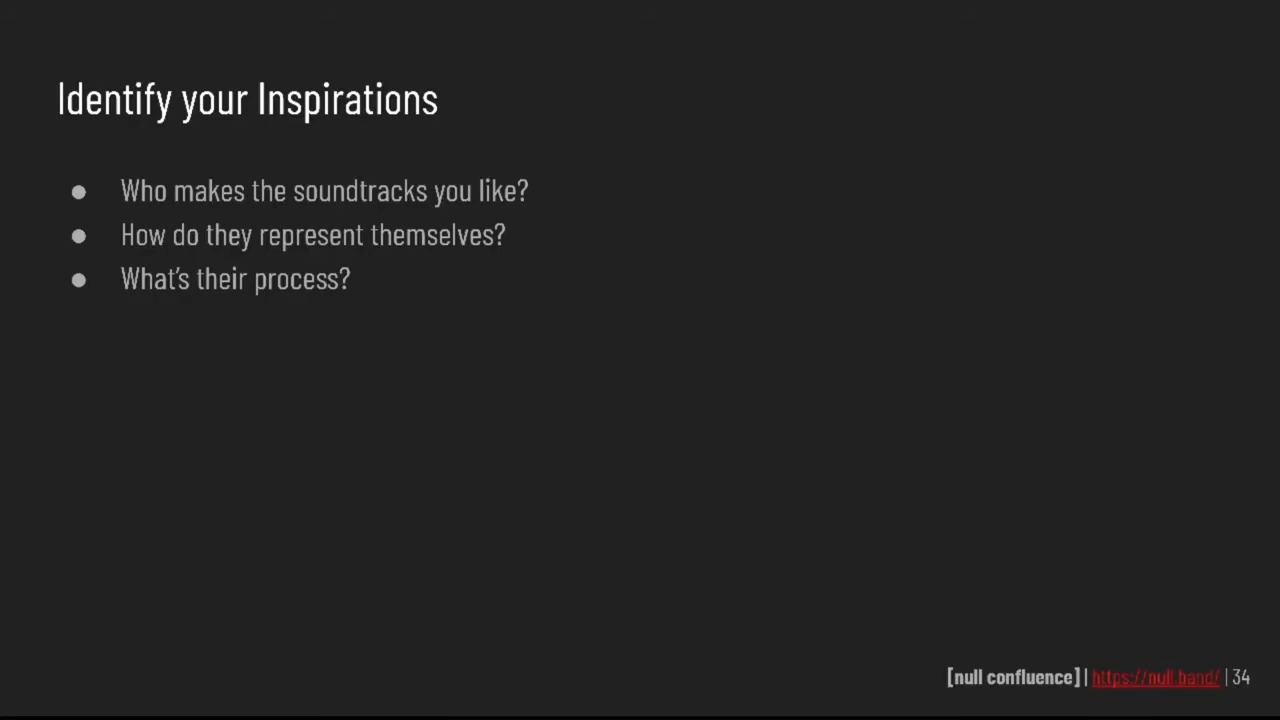 Identify your Inspirations
● Who makes the soundtracks you like?
● How do they represent themselves?
● What's their process?
[null confluence] | https://null.band/ | 34